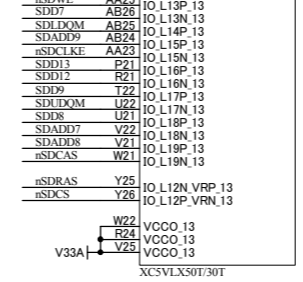 IO_L13P_13
SDD7 AB26 IO_L13N_13
SDLDQM AB25 IO_L14P_13
SDADD9 AB24 IO_L15P_13
nSDCLKE AA23 IO_L15N_13
SDD13 P21 IO_L16P_13
SDD12 R21 IO_L16N_13
SDD9 T22 IO_L17P_13
SDUDQM U22 IO_L17N_13
SDD8 U21 IO_L18P_13
SDADD7 V22 IO_L18N_13
SDADD8 V21 IO_L19P_13
nSDCAS W21 IO_L19N_13
nSDRAS Y25 IO_L12N_VRP_13
nSDCS Y26 IO_L12P_VRN_13
W22 VCCO_13
R24 VCCO_13
V33A V25 VCCO_13
XC5VLX50T/30T